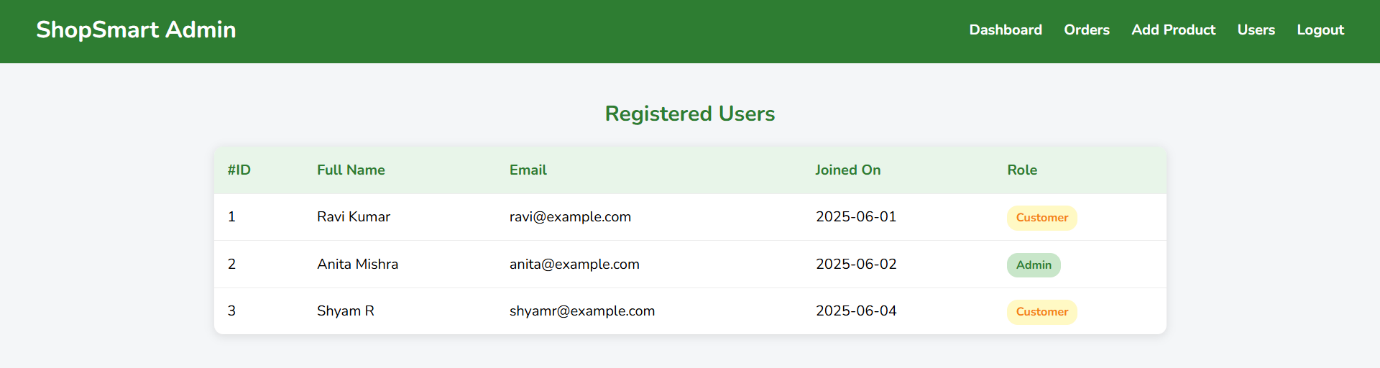 ShopSmart Admin Dashboard Orders Add Product Users Logout
Registered Users
#ID Full Name Email Joined On Role
1 Ravi Kumar ravi@example.com 2025-06-01 Customer
2 Anita Mishra anita@example.com 2025-06-02 Admin
3 Shyam R shyamr@example.com 2025-06-04 Customer